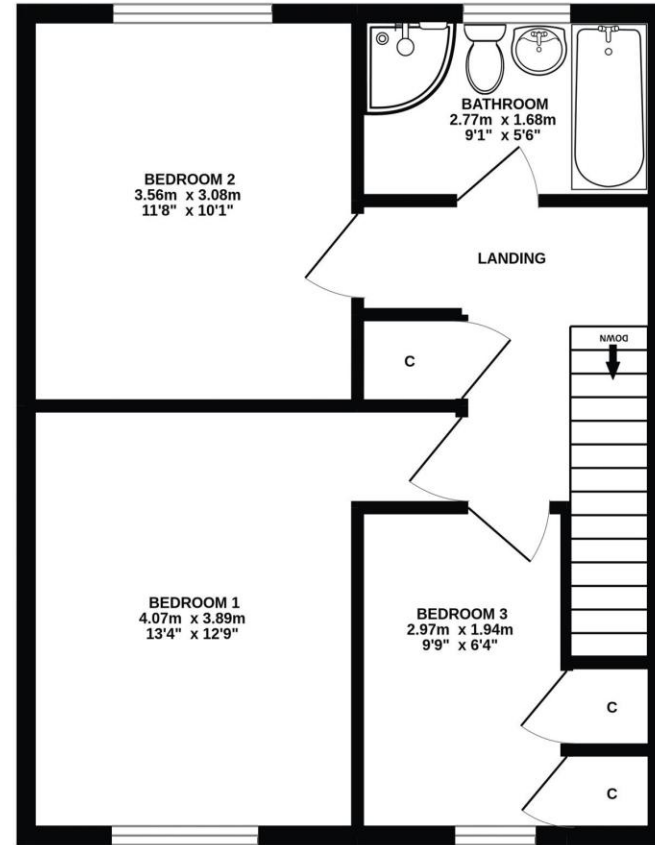 BEDROOM 2
3.56m x 3.08m
11'8" x 10'1"
BATHROOM
2.77m x 1.68m
9'1" x 5'6"
LANDING
DOWN
C
BEDROOM 1
4.07m x 3.89m
13'4" x 12'9"
BEDROOM 3
2.97m x 1.94m
9'9" x 6'4"
C
C